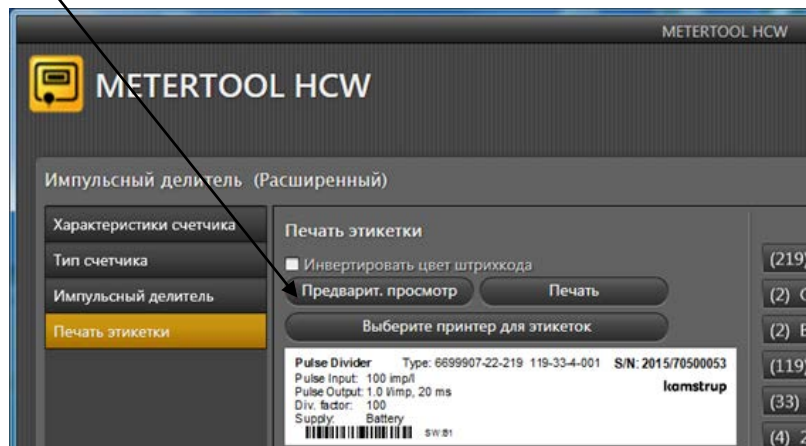 METERTOOL HCW
METERTOOL HCW
Импульсный делитель (Расширенный)
Характеристики счетчика
Тип счетчика
Импульсный делитель
Печать этикетки
Печать этикетки
Инвертировать цвет штрихкода
Предварит. просмотр
Печать
Выберите принтер для этикеток
Pulse Divider Type: 6699907-22-219 119-33-4-001 S/N: 2015/70500053
Pulse Input: 100 imp/l
kamstrup
Pulse Output: 1.0 l/imp, 20 ms
Div. factor: 100
Supply: Battery
SW:B1
(219)
(2)
(2)
(119)
(33)
(4)